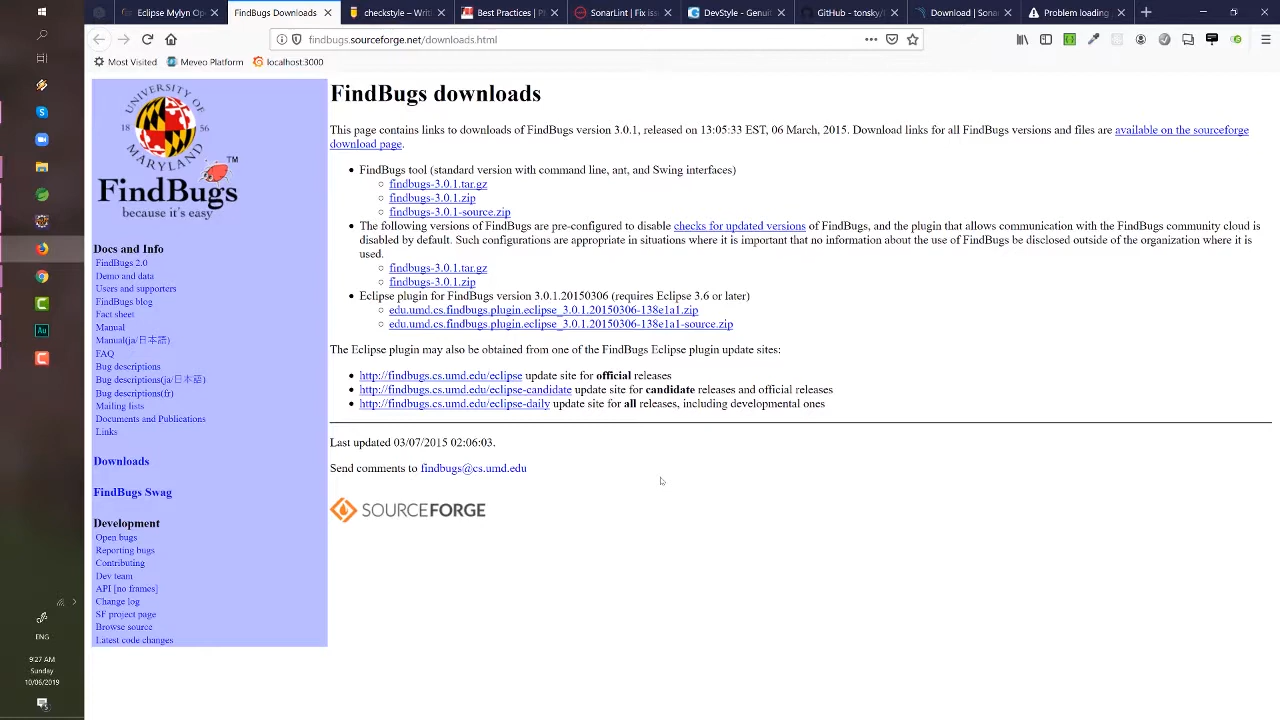 Eclipse Mylyn Op
FindBugs Downloads
checkstyle – Writ
Best Practices | P
SonarLint | Fix iss
DevStyle - Genuit
GitHub - tonsky/
Download | Sona
Problem loading
findbugs.sourceforge.net/downloads.html
Most Visited
Meveo Platform
localhost:3000
UNIVERSITY OF
18 56
MARYLAND
TM
FindBugs
because it's easy
Docs and Info
FindBugs 2.0
Demo and data
Users and supporters
FindBugs blog
Fact sheet
Manual
Manual(ja/日本語)
FAQ
Bug descriptions
Bug descriptions(ja/日本語)
Bug descriptions(fr)
Mailing lists
Documents and Publications
Links
Downloads
FindBugs Swag
Development
Open bugs
Reporting bugs
Contributing
Dev team
API [no frames]
Change log
SF project page
Browse source
Latest code changes
FindBugs downloads
This page contains links to downloads of FindBugs version 3.0.1, released on 13:05:33 EST, 06 March, 2015. Download links for all FindBugs versions and files are available on the sourceforge
download page.
FindBugs tool (standard version with command line, ant, and Swing interfaces)
findbugs-3.0.1.tar.gz
findbugs-3.0.1.zip
findbugs-3.0.1-source.zip
The following versions of FindBugs are pre-configured to disable checks for updated versions of FindBugs, and the plugin that allows communication with the FindBugs community cloud is
disabled by default. Such configurations are appropriate in situations where it is important that no information about the use of FindBugs be disclosed outside of the organization where it is
used.
findbugs-3.0.1.tar.gz
findbugs-3.0.1.zip
Eclipse plugin for FindBugs version 3.0.1.20150306 (requires Eclipse 3.6 or later)
edu.umd.cs.findbugs.plugin.eclipse_3.0.1.20150306-138e1a1.zip
edu.umd.cs.findbugs.plugin.eclipse_3.0.1.20150306-138e1a1-source.zip
The Eclipse plugin may also be obtained from one of the FindBugs Eclipse plugin update sites:
http://findbugs.cs.umd.edu/eclipse update site for official releases
http://findbugs.cs.umd.edu/eclipse-candidate update site for candidate releases and official releases
http://findbugs.cs.umd.edu/eclipse-daily update site for all releases, including developmental ones
Last updated 03/07/2015 02:06:03.
Send comments to findbugs@cs.umd.edu
SOURCEFORGE
Au
ENG
9:27 AM
Sunday
10/06/2019
5